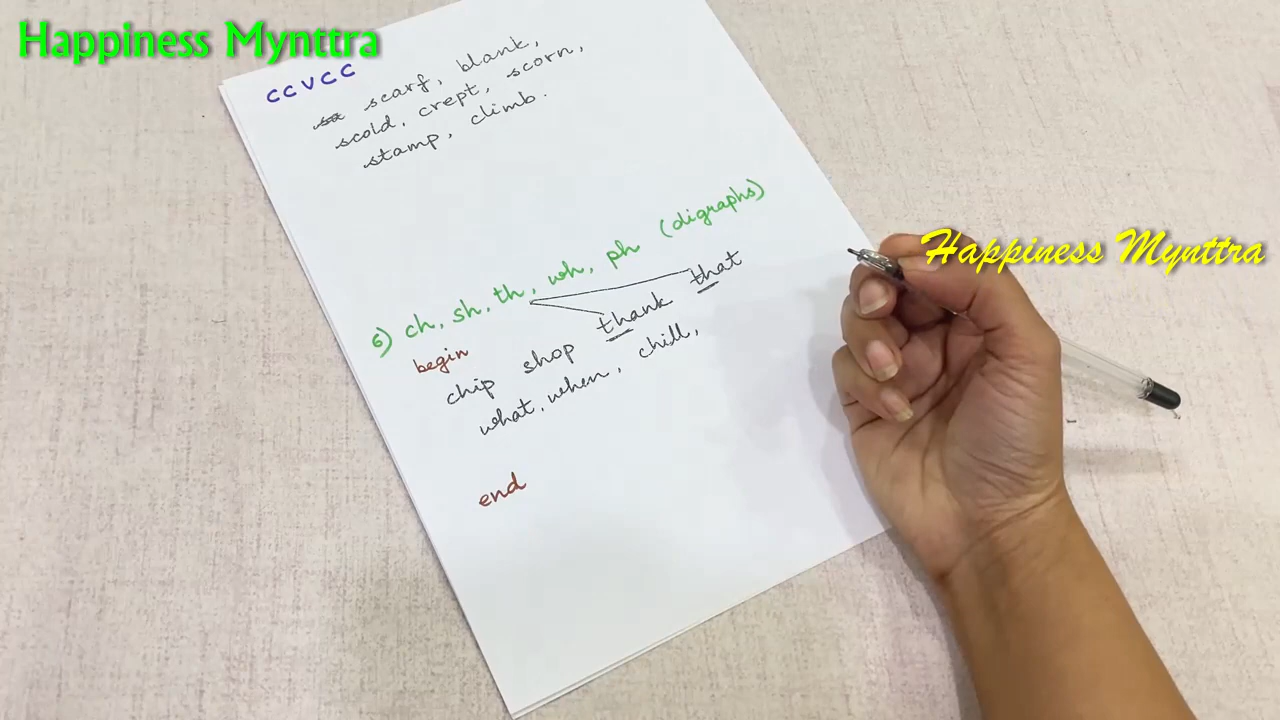 Happiness Mynttra
CCVCC
scarf, blank,
scold, crept, scorn,
stamp, climb.
6) ch, sh, th, wh, ph (digraphs)
begin
chip shop thank that
what, when, chill,
end
Happiness Mynttra